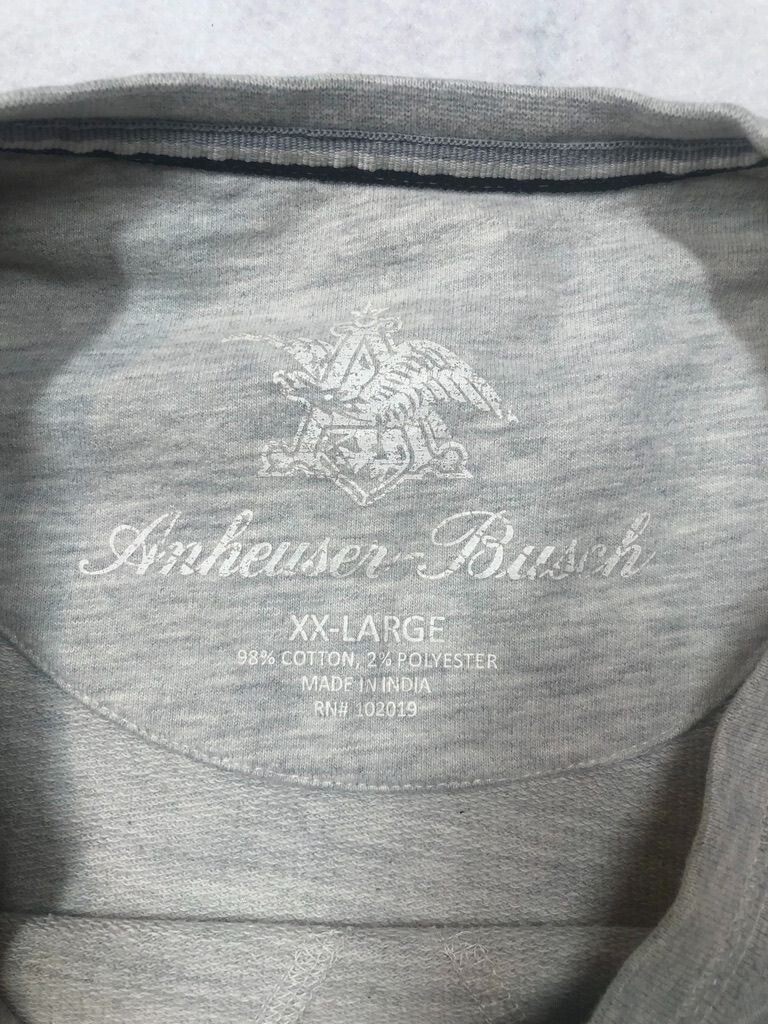 Anheuser-Busch
XX-LARGE
98% COTTON, 2% POLYESTER
MADE IN INDIA
RN# 102019